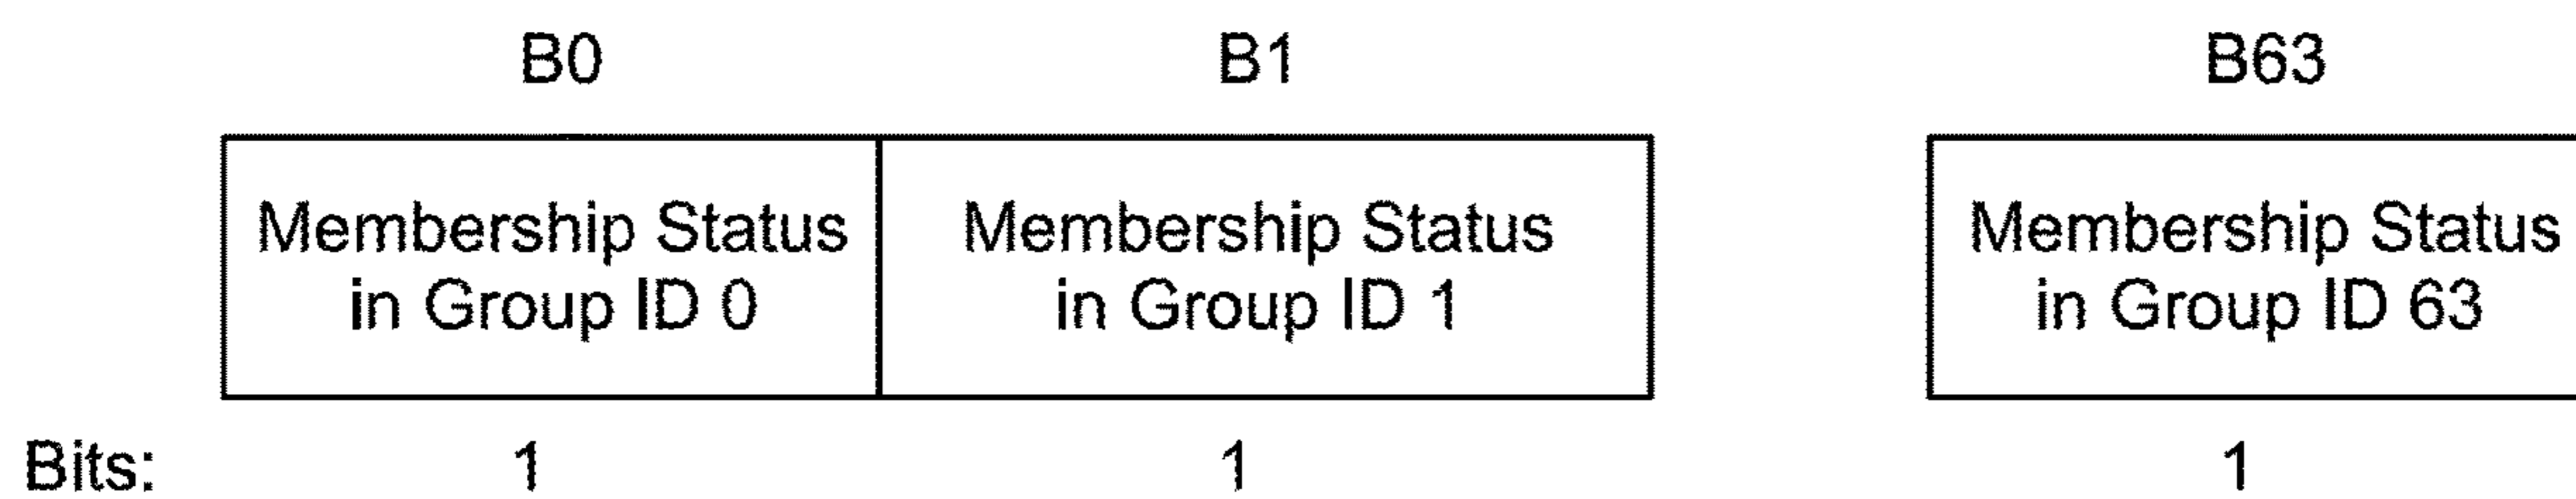 B0 B1 B63
Membership Status Membership Status Membership Status
in Group ID 0 in Group ID 1 in Group ID 63
Bits: 1 1 1